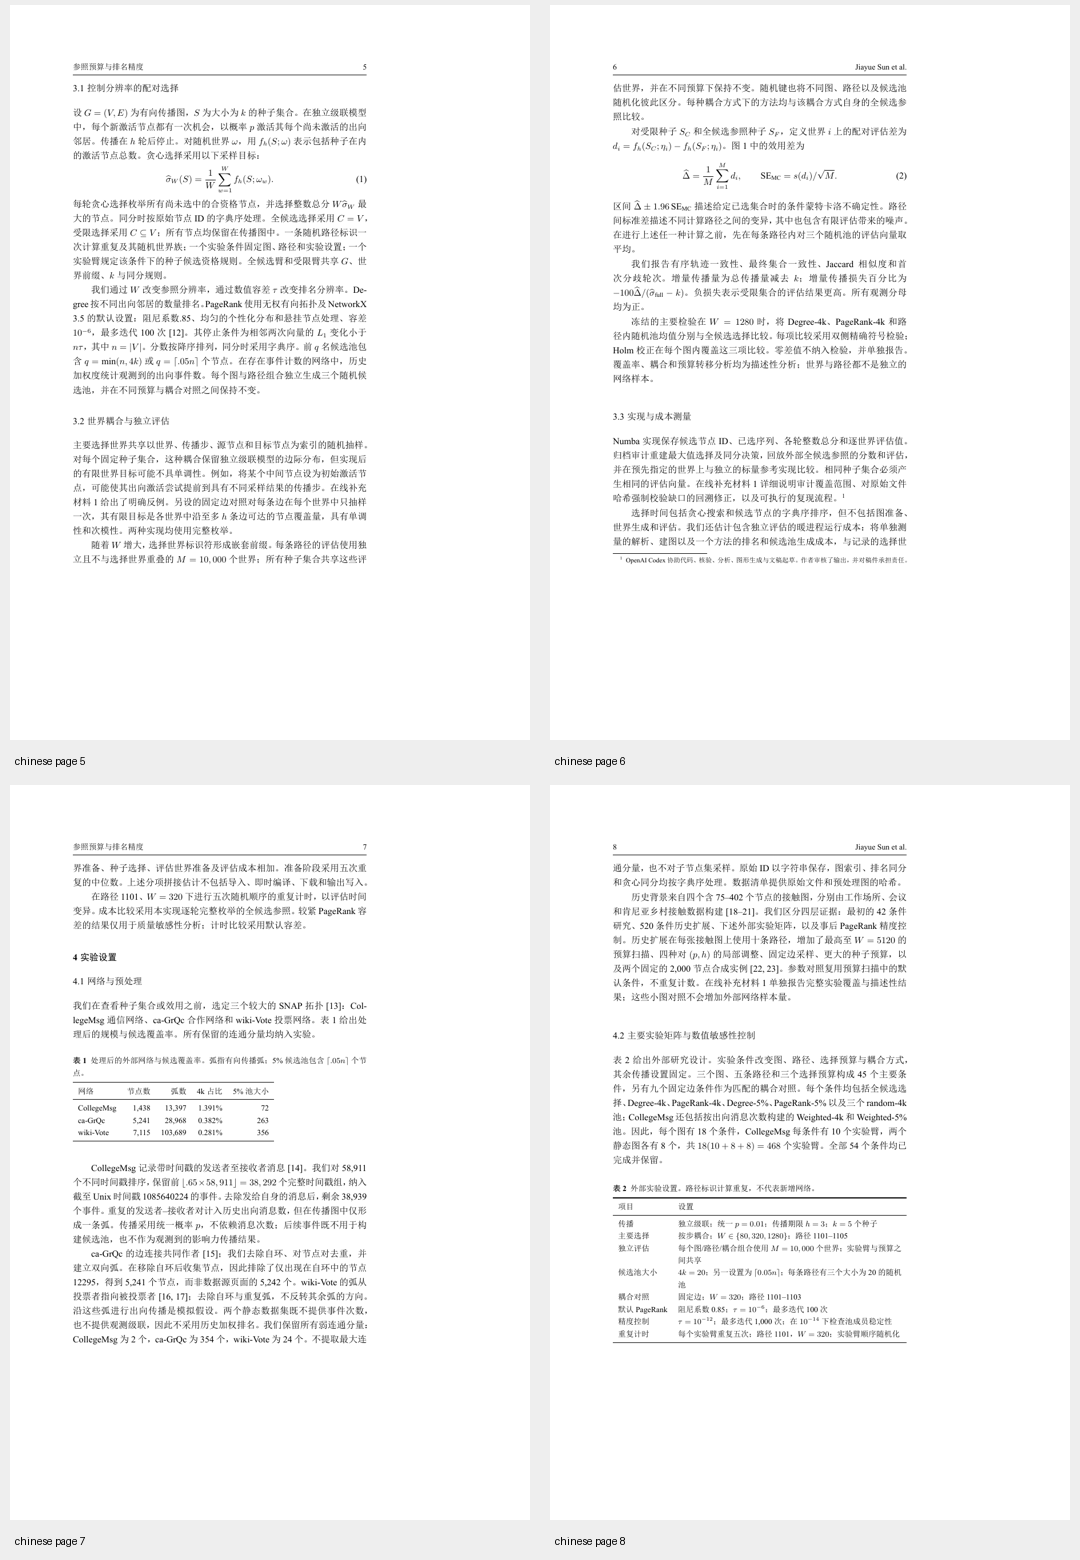 参照预算与排名精度 5
3.1 控制分辨率的配对选择
设 G = (V, E) 为有向传播图，S 为大小为 k 的种子集合。在独立级联模型
中，每个新激活节点都有一次机会，以概率 p 激活其每个尚未激活的出向
邻居。传播在 h 轮后停止。对随机世界 ω，用 f_h(S; ω) 表示包括种子在内
的激活节点总数。贪心选择采用以下采样目标：
σ̂_W(S) = 1/W ∑_{w=1}^{W} f_h(S; ω_w). (1)
每轮贪心选择枚举所有尚未选中的合资格节点，并选择整数总分 Wσ̂_W 最
大的节点。同分时按原始节点 ID 的字典序处理。全候选选择采用 C = V，
受限选择采用 C ⊆ V；所有节点均保留在传播图中。一条随机路径标识一
次计算重复及其随机世界族；一个实验条件固定图、路径和实验设置；一个
实验臂规定该条件下的种子候选资格规则。全候选臂和受限臂共享 G、世
界前缀、k 与同分规则。
我们通过 W 改变参照分辨率，通过数值容差 τ 改变排名分辨率。De-
gree 按不同出向邻居的数量排名。PageRank 使用无权有向拓扑及 NetworkX
3.5 的默认设置：阻尼系数.85、均匀的个性化分布和悬挂节点处理、容差
10⁻⁶，最多迭代 100 次 [12]。其停止条件为相邻两次向量的 L₁ 变化小于
nτ，其中 n = |V|。分数按降序排列，同分时采用字典序。前 q 名候选池包
含 q = min(n, 4k) 或 q = ⌈.05n⌉ 个节点。在存在事件计数的网络中，历史
加权度统计观测到的出向事件数。每个图与路径组合独立生成三个随机候
选池，并在不同预算与耦合对照之间保持不变。
3.2 世界耦合与独立评估
主要选择世界共享以世界、传播步、源节点和目标节点为索引的随机抽样。
对每个固定种子集合，这种耦合保留独立级联模型的边际分布，但实现后
的有限世界目标可能不具单调性。例如，将某个中间节点设为初始激活节
点，可能使其出向激活尝试提前到具有不同采样结果的传播步。在线补充
材料 1 给出了明确反例。另设的固定边对照对每条边在每个世界中只抽样
一次，其有限目标是各世界中沿至多 h 条边可达的节点覆盖量，具有单调
性和次模性。两种实现均使用完整枚举。
随着 W 增大，选择世界标识符形成嵌套前缀。每条路径的评估使用独
立且不与选择世界重叠的 M = 10,000 个世界；所有种子集合共享这些评
chinese page 5
6 Jiayue Sun et al.
估世界，并在不同预算下保持不变。随机键也将不同图、路径以及候选池
随机化彼此区分。每种耦合方式下的方法均与该耦合方式自身的全候选参
照比较。
对受限种子 S_C 和全候选参照种子 S_F，定义世界 i 上的配对评估差为
d_i = f_h(S_C; η_i) − f_h(S_F; η_i)。图 1 中的效用差为
Δ̂ = 1/M ∑_{i=1}^{M} d_i, SE_MC = s(d_i)/√M. (2)
区间 Δ̂ ± 1.96 SE_MC 描述给定已选集合时的条件蒙特卡洛不确定性。路径
间标准差描述不同计算路径之间的变异，其中也包含有限评估带来的噪声。
在进行上述任一种计算之前，先在每条路径内对三个随机池的评估向量取
平均。
我们报告有序轨迹一致性、最终集合一致性、Jaccard 相似度和首
次分歧轮次。增量传播量为总传播量减去 k；增量传播损失百分比为
−100Δ̂/(σ̂_full − k)。负损失表示受限集合的评估结果更高。所有观测分母
均为正。
冻结的主要检验在 W = 1280 时，将 Degree-4k、PageRank-4k 和路
径内随机池均值分别与全候选选择比较。每项比较采用双侧精确符号检验；
Holm 校正在每个图内覆盖这三项比较。零差值不纳入检验，并单独报告。
覆盖率、耦合和预算转移分析均为描述性分析；世界与路径都不是独立的
网络样本。
3.3 实现与成本测量
Numba 实现保存候选节点 ID、已选序列、各轮整数总分和逐世界评估值。
归档审计重建最大值选择及同分决策，回放外部全候选参照的分数和评估，
并在预先指定的世界上与独立的标量参考实现比较。相同种子集合必须产
生相同的评估向量。在线补充材料 1 详细说明审计覆盖范围、对原始文件
哈希强制校验缺口的回溯修正，以及可执行的复现流程。¹
选择时间包括贪心搜索和候选节点的字典序排序，但不包括图准备、
世界生成和评估。我们还估计包含独立评估的暖进程运行成本：将单独测
量的解析、建图以及一个方法的排名和候选池生成成本，与记录的选择世
¹ OpenAI Codex 协助代码、核验、分析、图形生成与文稿起草。作者审核了输出，并对稿件承担责任。
chinese page 6
参照预算与排名精度 7
界准备、种子选择、评估世界准备及评估成本相加。准备阶段采用五次重
复的中位数。上述分项拼接估计不包括导入、即时编译、下载和输出写入。
在路径 1101、W = 320 下进行五次随机顺序的重复计时，以评估时间
变异。成本比较采用本实现逐轮完整枚举的全候选参照。较紧 PageRank 容
差的结果仅用于质量敏感性分析；计时比较采用默认容差。
4 实验设置
4.1 网络与预处理
我们在查看种子集合或效用之前，选定三个较大的 SNAP 拓扑 [13]：Col-
legeMsg 通信网络、ca-GrQc 合作网络和 wiki-Vote 投票网络。表 1 给出处
理后的规模与候选覆盖率。所有保留的连通分量均纳入实验。
表 1 处理后的外部网络与候选覆盖率。弧指有向传播弧；5% 候选池包含 ⌈.05n⌉ 个节
点。
网络 节点数 弧数 4k 占比 5% 池大小
CollegeMsg 1,438 13,397 1.391% 72
ca-GrQc 5,241 28,968 0.382% 263
wiki-Vote 7,115 103,689 0.281% 356
CollegeMsg 记录带时间戳的发送者至接收者消息 [14]。我们对 58,911
个不同时间戳排序，保留前 ⌊.65×58,911⌋ = 38,292 个完整时间戳组，纳入
截至 Unix 时间戳 1085640224 的事件。去除发给自身的消息后，剩余 38,939
个事件。重复的发送者–接收者对计入历史出向消息数，但在传播图中仅形
成一条弧。传播采用统一概率 p，不依赖消息次数；后续事件既不用于构
建候选池，也不作为观测到的影响力传播结果。
ca-GrQc 的边连接共同作者 [15]；我们去除自环、对节点对去重，并
建立双向弧。在移除自环后收集节点，因此排除了仅出现在自环中的节点
12295，得到 5,241 个节点，而非数据源页面的 5,242 个。wiki-Vote 的弧从
投票者指向被投票者 [16, 17]；去除自环与重复弧，不反转其余弧的方向。
沿这些弧进行出向传播是模拟假设。两个静态数据集既不提供事件次数，
也不提供观测级联，因此不采用历史加权排名。我们保留所有弱连通分量：
CollegeMsg 为 2 个，ca-GrQc 为 354 个，wiki-Vote 为 24 个。不提取最大连
chinese page 7
8 Jiayue Sun et al.
通分量，也不对子节点集采样。原始 ID 以字符串保存，图索引、排名同分
和贪心同分均按字典序处理。数据清单提供原始文件和预处理图的哈希。
历史背景来自四个含 75–402 个节点的接触图，分别由工作场所、会议
和肯尼亚乡村接触数据构建 [18–21]。我们区分四层证据：最初的 42 条件
研究、520 条件历史扩展、下述外部实验矩阵，以及事后 PageRank 精度控
制。历史扩展在每张接触图上使用十条路径，增加了最高至 W = 5120 的
预算扫描、四种对 (p, h) 的局部调整、固定边采样、更大的种子预算，以
及两个固定的 2,000 节点合成实例 [22, 23]。参数对照复用预算扫描中的默
认条件，不重复计数。在线补充材料 1 单独报告完整实验覆盖与描述性结
果；这些小图对照不会增加外部网络样本量。
4.2 主要实验矩阵与数值敏感性控制
表 2 给出外部研究设计。实验条件改变图、路径、选择预算与耦合方式，
其余传播设置固定。三个图、五条路径和三个选择预算构成 45 个主要条
件，另有九个固定边条件作为匹配的耦合对照。每个条件均包括全候选选
择、Degree-4k、PageRank-4k、Degree-5%、PageRank-5% 以及三个 random-4k
池；CollegeMsg 还包括按出向消息次数构建的 Weighted-4k 和 Weighted-5%
池。因此，每个图有 18 个条件，CollegeMsg 每条件有 10 个实验臂，两个
静态图各有 8 个，共 18(10 + 8 + 8) = 468 个实验臂。全部 54 个条件均已
完成并保留。
表 2 外部实验设置。路径标识计算重复，不代表新增网络。
项目 设置
传播 独立级联；统一 p = 0.01；传播期限 h = 3；k = 5 个种子
主要选择 按步耦合；W ∈ {80, 320, 1280}；路径 1101–1105
独立评估 每个图/路径/耦合组合使用 M = 10,000 个世界；实验臂与预算之
间共享
候选池大小 4k = 20；另一设置为 ⌈0.05n⌉；每条路径有三个大小为 20 的随机
池
耦合对照 固定边；W = 320；路径 1101–1103
默认 PageRank 阻尼系数 0.85；τ = 10⁻⁶；最多迭代 100 次
精度控制 τ = 10⁻¹²；最多迭代 1,000 次；在 10⁻¹⁴ 下检查池成员稳定性
重复计时 每个实验臂重复五次；路径 1101，W = 320；实验臂顺序随机化
chinese page 8